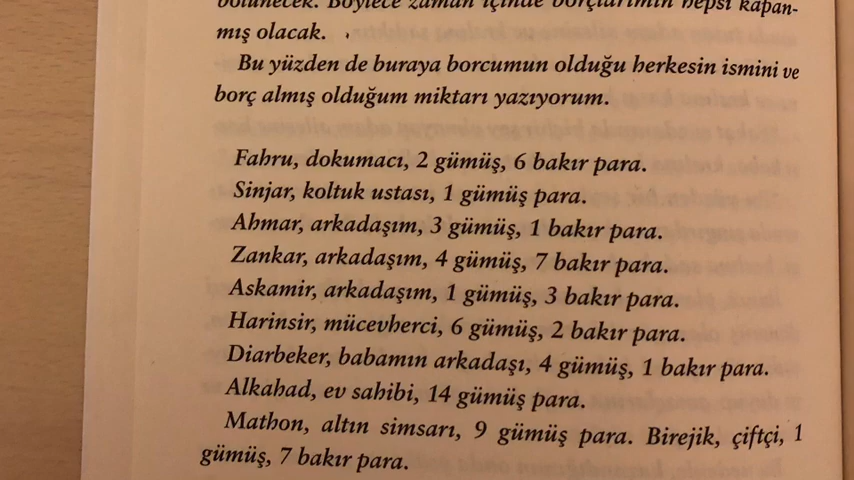 bölünecek. Böylece zaman içinde borçlarımın hepsi kapan-
mış olacak.
Bu yüzden de buraya borcumun olduğu herkesin ismini ve
borç almış olduğum miktarı yazıyorum.
Fahru, dokumacı, 2 gümüş, 6 bakır para.
Sinjar, koltuk ustası, 1 gümüş para.
Ahmar, arkadaşım, 3 gümüş, 1 bakır para.
Zankar, arkadaşım, 4 gümüş, 7 bakır para.
Askamir, arkadaşım, 1 gümüş, 3 bakır para.
Harinsir, mücevherci, 6 gümüş, 2 bakır para.
Diarbeker, babamın arkadaşı, 4 gümüş, 1 bakır para.
Alkahad, ev sahibi, 14 gümüş para.
Mathon, altın simsarı, 9 gümüş para. Birejik, çiftçi, 1
gümüş, 7 bakır para.